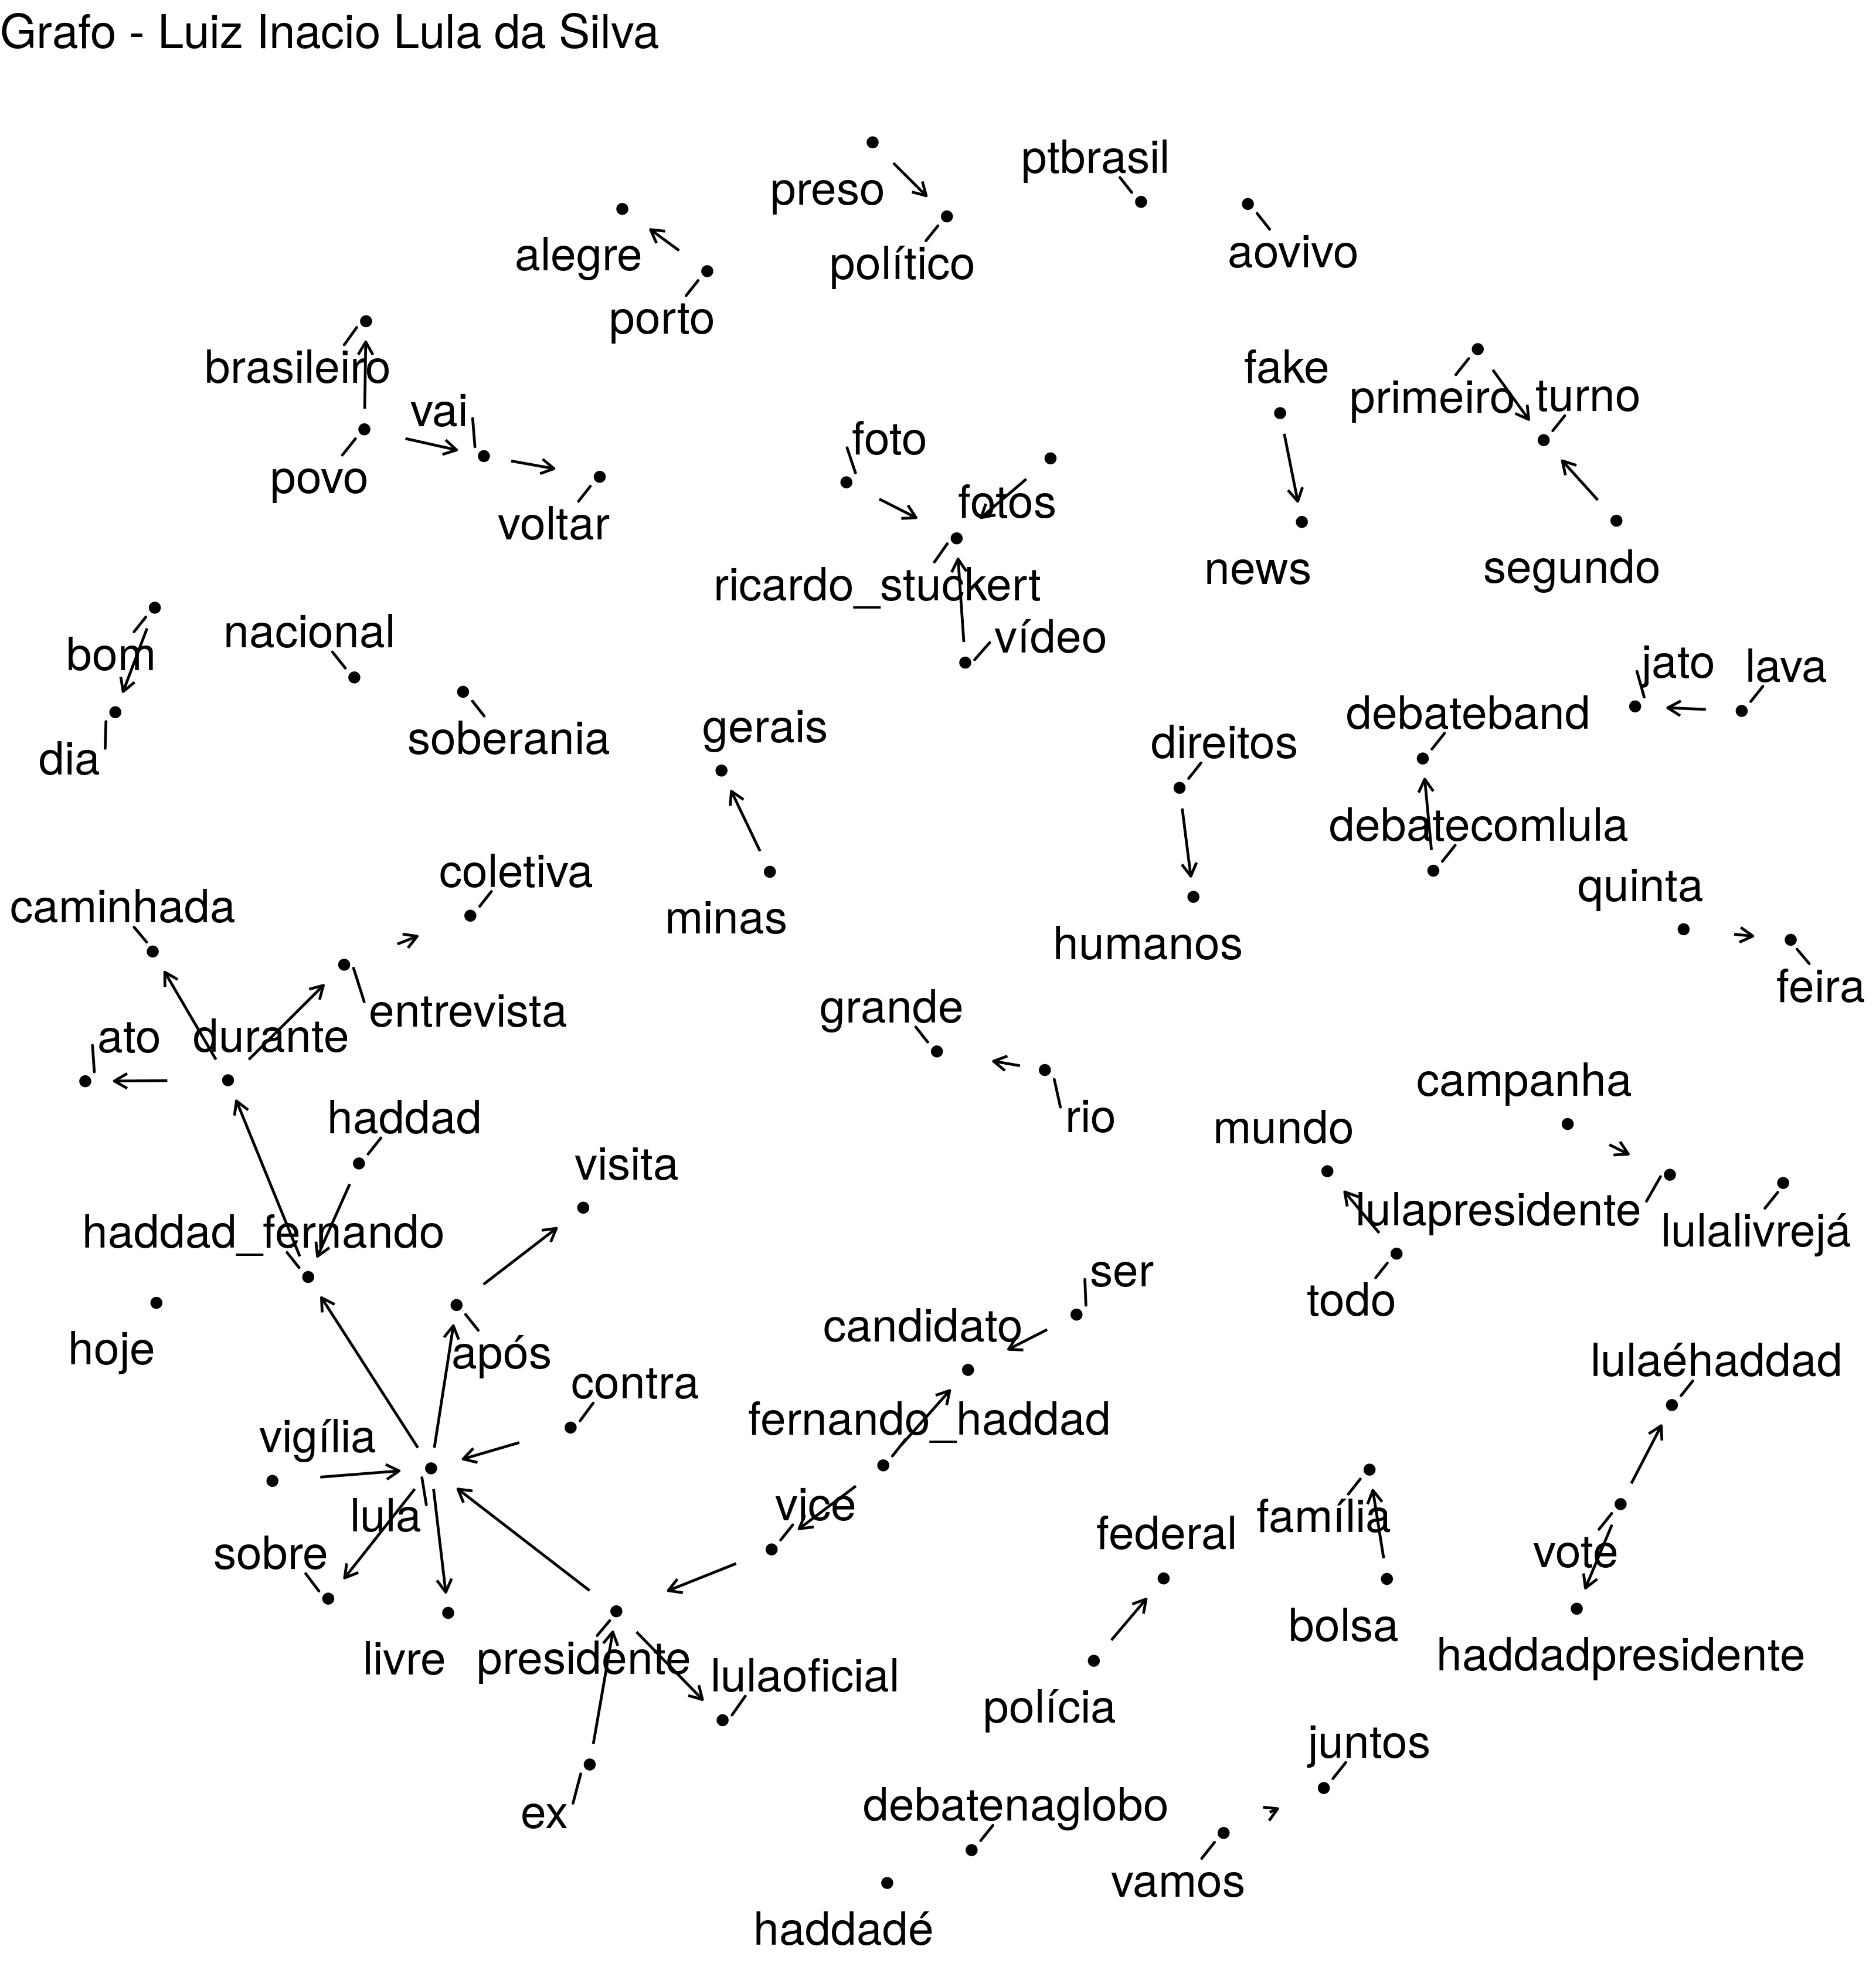 Grafo - Luiz Inacio Lula da Silva
ptbrasil
preso
aovivo
alegre
político
porto
brasileiro
fake
primeiro
turno
vai
foto
povo
fotos
voltar
news
segundo
ricardo_stuckert
nacional
vídeo
bom
jato
lava
debateband
gerais
soberania
direitos
dia
debatecomlula
coletiva
quinta
caminhada
minas
humanos
feira
entrevista
grande
ato
durante
campanha
haddad
rio
mundo
visita
lulapresidente
haddad_fernando
lulalivrejá
ser
todo
candidato
hoje
após
lulaéhaddad
contra
fernando_haddad
vigília
vice
lula
família
federal
sobre
vote
bolsa
livre
presidente
haddadpresidente
lulaoficial
polícia
juntos
debatenaglobo
ex
vamos
haddadé